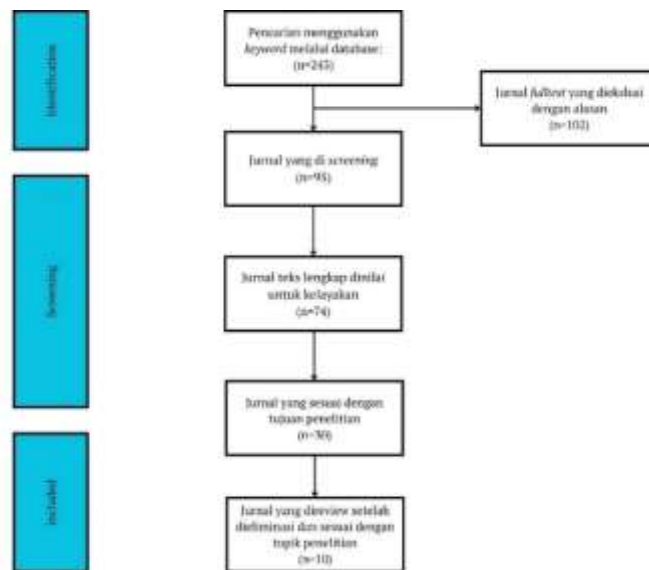 Identification
Pencarian menggunakan
keyword melalui database:
(n=245)
Jurnal fulltext yang dieksklusi
dengan alasan
(n=102)
Jurnal yang di screening
(n=95)
Screening
Jurnal teks lengkap dinilai
untuk kelayakan
(n=74)
Jurnal yang sesuai dengan
tujuan penelitian
(n=30)
included
Jurnal yang direview setelah
dieliminasi dan sesuai dengan
topik penelitian
(n=10)